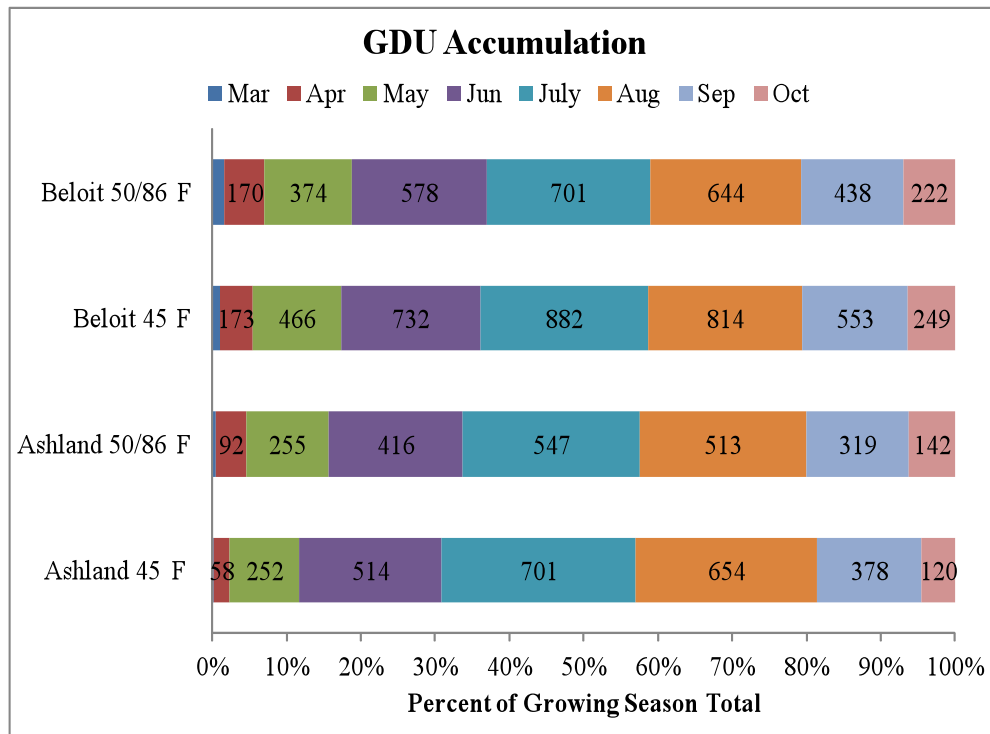 GDU Accumulation
Mar Apr May Jun July Aug Sep Oct
Beloit 50/86 F 170 374 578 701 644 438 222
Beloit 45 F 173 466 732 882 814 553 249
Ashland 50/86 F 92 255 416 547 513 319 142
Ashland 45 F 58 252 514 701 654 378 120
0% 10% 20% 30% 40% 50% 60% 70% 80% 90% 100%
Percent of Growing Season Total